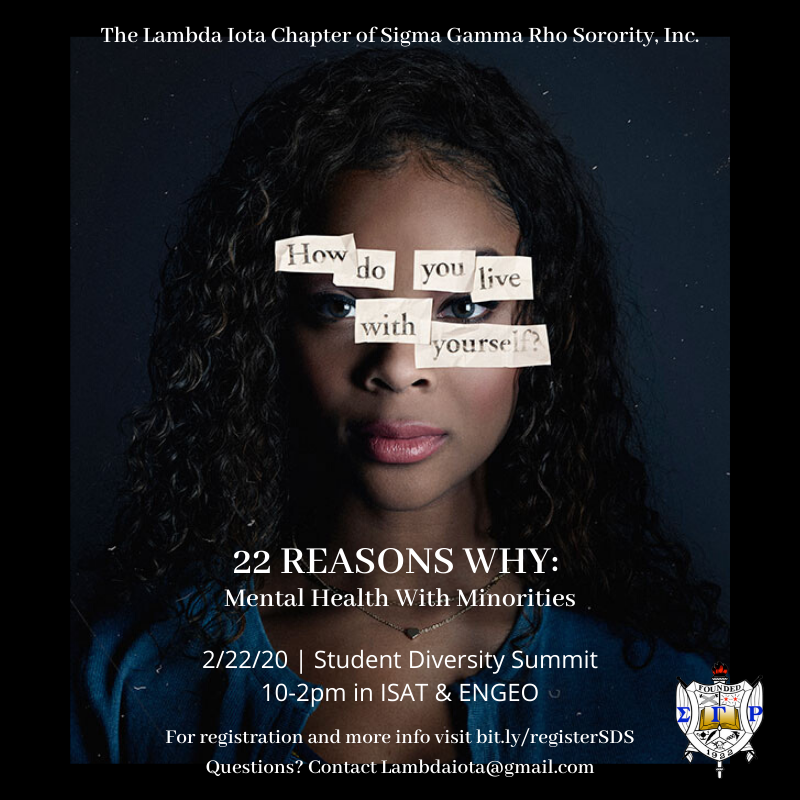 The Lambda Iota Chapter of Sigma Gamma Rho Sorority, Inc.
How do you live
with yourself?
22 REASONS WHY:
Mental Health With Minorities
2/22/20 | Student Diversity Summit
10-2pm in ISAT & ENGEO
FOUNDED
Σ Γ Ρ
1922
For registration and more info visit bit.ly/registerSDS
Questions? Contact Lambdaiota@gmail.com